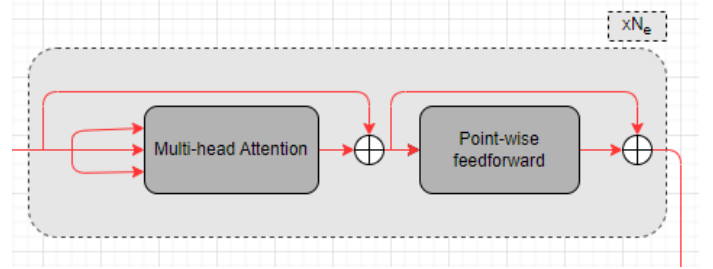 xNₑ
Multi-head Attention
Point-wise
feedforward